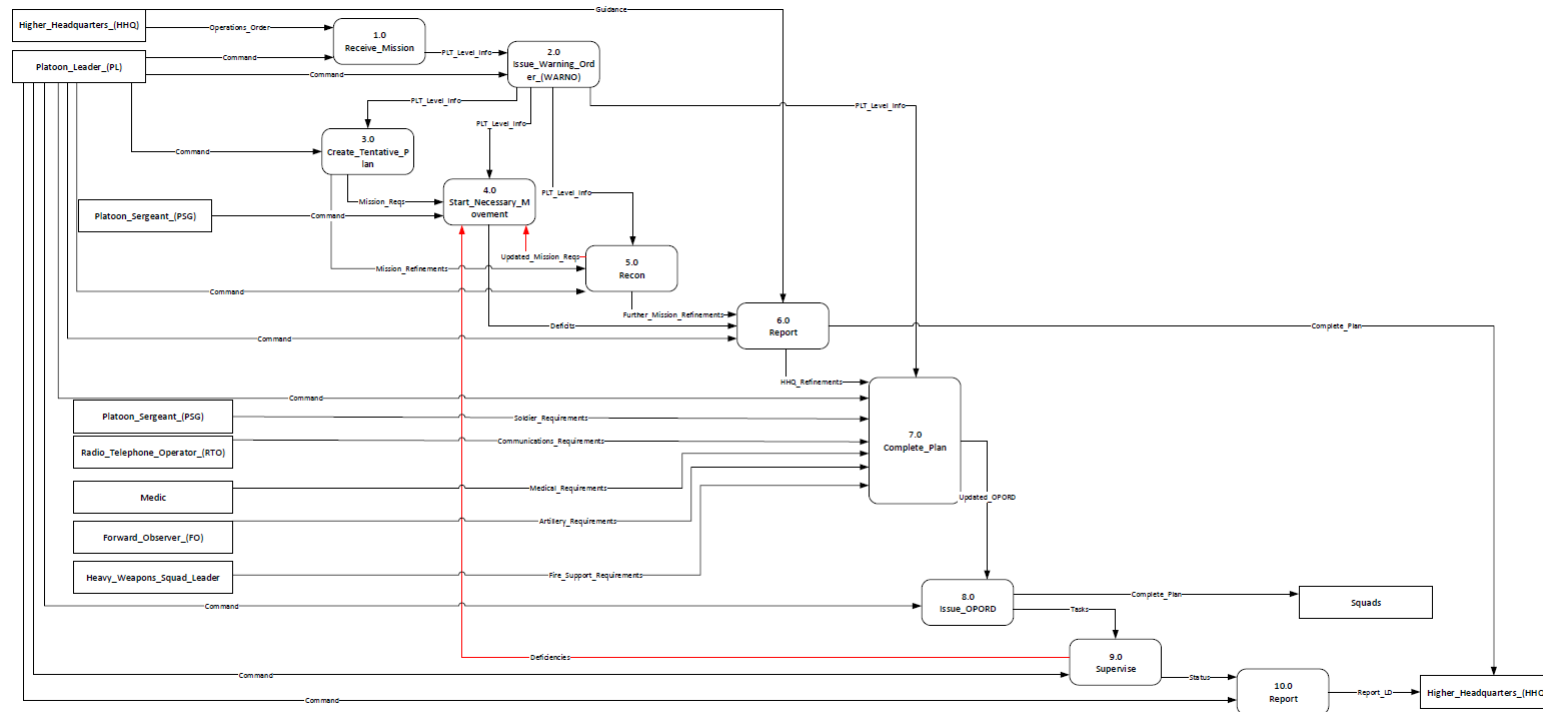 Guidance
Higher_Headquarters_(HHQ)
Operations_Order
1.0
Receive_Mission
PLT_Level_Info
2.0
Issue_Warning_Ord
er_(WARNO)
Platoon_Leader_(PL)
Command
Command
PLT_Level_Info
PLT_Level_Info
PLT_Level_Info
3.0
Create_Tentative_P
lan
Command
4.0
Start_Necessary_M
ovement
PLT_Level_Info
Mission_Reqs
Platoon_Sergeant_(PSG)
Command
Updated_Mission_Reqs
5.0
Recon
Mission_Refinements
Command
Further_Mission_Refinements
6.0
Report
Deficits
Complete_Plan
Command
HHQ_Refinements
Command
Platoon_Sergeant_(PSG)
Soldier_Requirements
7.0
Complete_Plan
Communications_Requirements
Radio_Telephone_Operator_(RTO)
Medical_Requirements
Medic
Updated_OPORD
Artillery_Requirements
Forward_Observer_(FO)
Heavy_Weapons_Squad_Leader
Fire_Support_Requirements
8.0
Issue_OPORD
Complete_Plan
Squads
Command
Tasks
9.0
Supervise
Deficiencies
Command
Status
10.0
Report
Report_LD
Higher_Headquarters_(HHQ
Command